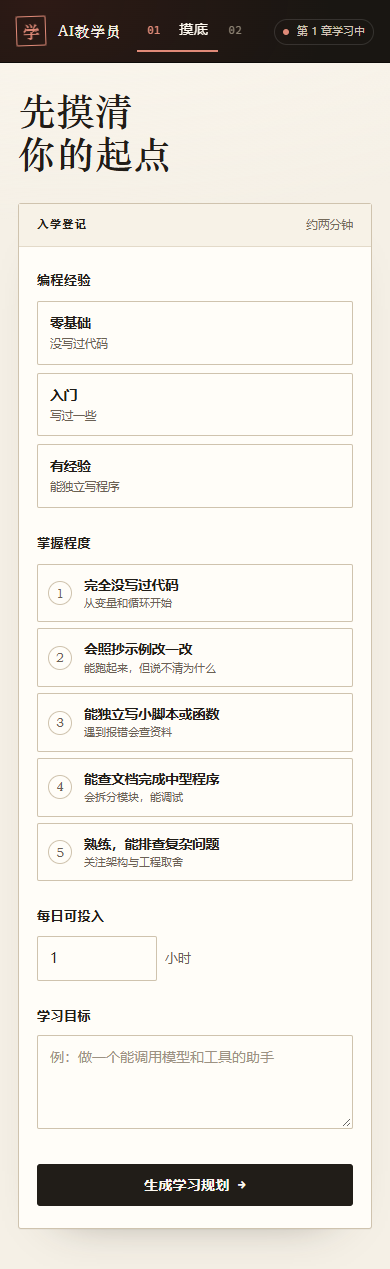 学 AI教学员 01 摸底 02 第 1 章学习中
先摸清
你的起点
入学登记 约两分钟
编程经验
零基础
没写过代码
入门
写过一些
有经验
能独立写程序
掌握程度
1 完全没写过代码
从变量和循环开始
2 会照抄示例改一改
能跑起来，但说不清为什么
3 能独立写小脚本或函数
遇到报错会查资料
4 能查文档完成中型程序
会拆分模块，能调试
5 熟练，能排查复杂问题
关注架构与工程取舍
每日可投入
1 小时
学习目标
例：做一个能调用模型和工具的助手
生成学习规划 →